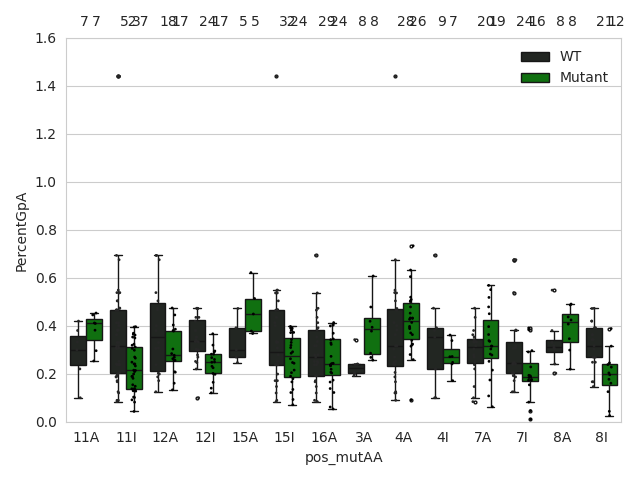 7 7 52 37 18 17 24 17 5 5 32 24 29 24 8 8 28 26 9 7 20 19 24 16 8 8 21 12
1.6
WT
Mutant
1.4
1.2
1.0
0.8
0.6
0.4
0.2
0.0
PercentGpA
11A 11I 12A 12I 15A 15I 16A 3A 4A 4I 7A 7I 8A 8I
pos_mutAA